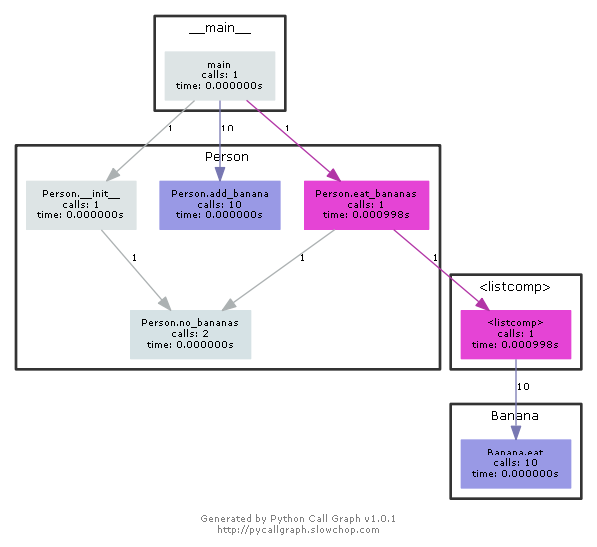 __main__
main
calls: 1
time: 0.000000s
1
10
1
Person
Person.__init__
calls: 1
time: 0.000000s
Person.add_banana
calls: 10
time: 0.000000s
Person.eat_bananas
calls: 1
time: 0.000998s
1
1
1
Person.no_bananas
calls: 2
time: 0.000000s
<listcomp>
<listcomp>
calls: 1
time: 0.000998s
10
Banana
Banana.eat
calls: 10
time: 0.000000s
Generated by Python Call Graph v1.0.1
http://pycallgraph.slowchop.com